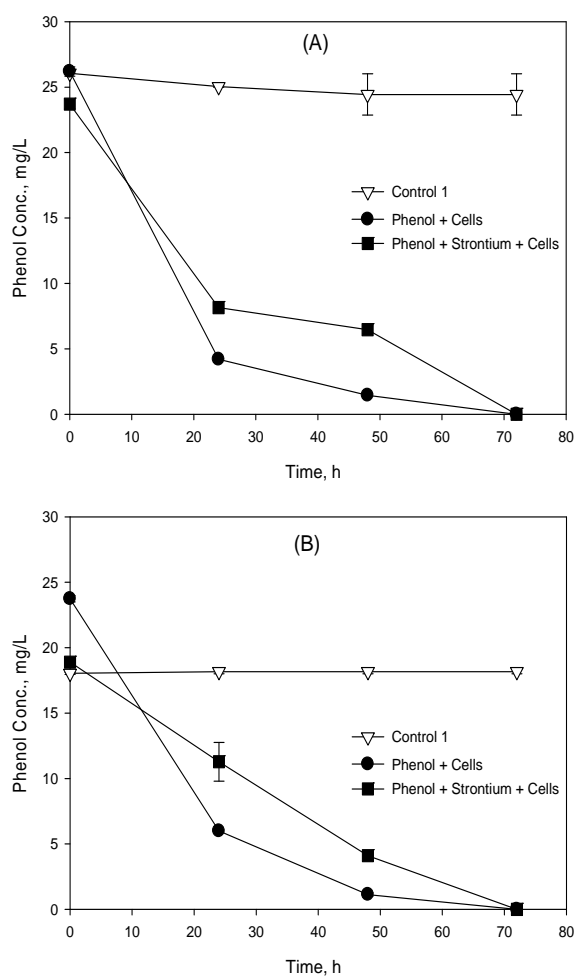 (A)
30
25
20
15
10
5
0
Phenol Conc., mg/L
Control 1
Phenol + Cells
Phenol + Strontium + Cells
0 10 20 30 40 50 60 70 80
Time, h
(B)
30
25
20
15
10
5
0
Phenol Conc., mg/L
Control 1
Phenol + Cells
Phenol + Strontium + Cells
0 10 20 30 40 50 60 70 80
Time, h